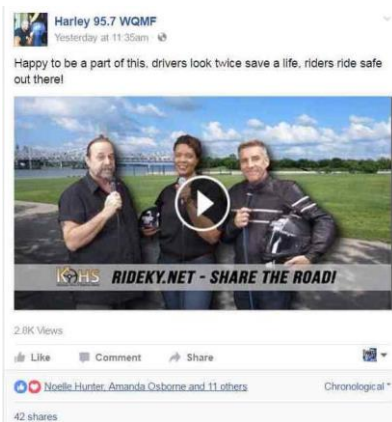 Harley 95.7 WQMF
Yesterday at 11:35am
Happy to be a part of this, drivers look twice save a life, riders ride safe
out there!
KOHS RIDEKY.NET - SHARE THE ROAD!
2.8K Views
Like Comment Share
Noelle Hunter, Amanda Osborne and 11 others Chronological
42 shares